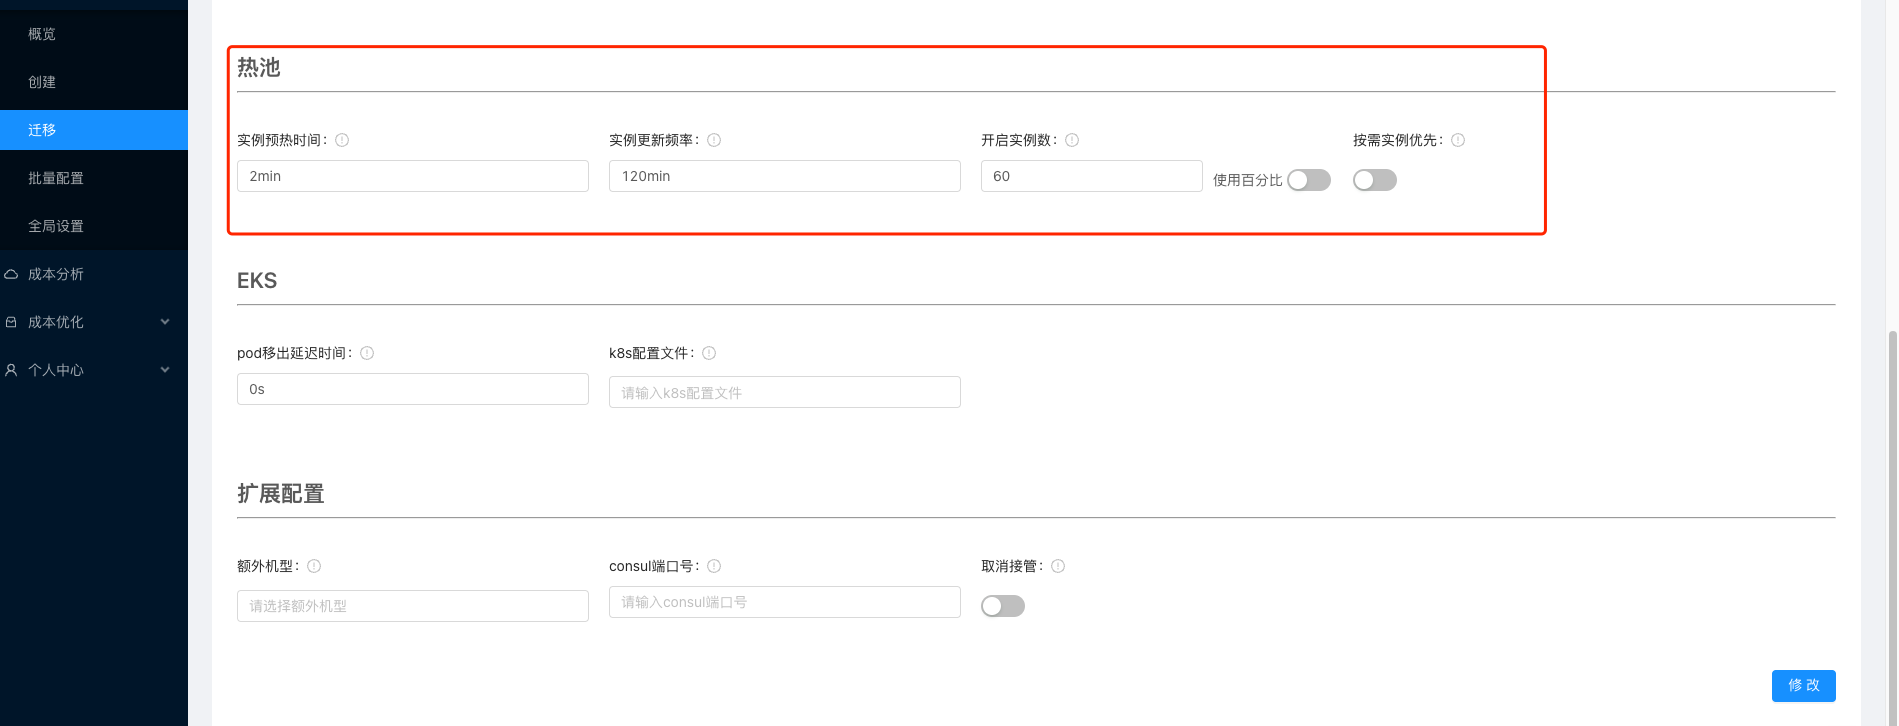 概览
创建
迁移
批量配置
全局设置
成本分析
成本优化
个人中心
热池
实例预热时间：
实例更新频率：
开启实例数：
按需实例优先：
2min
120min
60
使用百分比
EKS
pod移出延迟时间：
k8s配置文件：
0s
请输入k8s配置文件
扩展配置
额外机型：
consul端口号：
取消接管：
请选择额外机型
请输入consul端口号
修 改